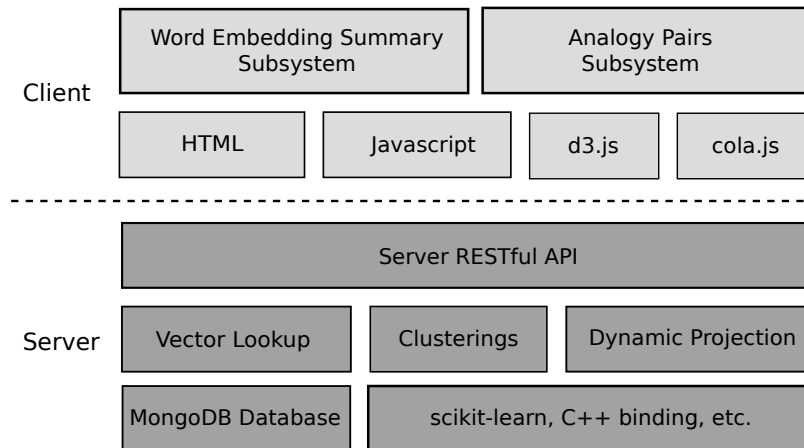 Word Embedding Summary
Subsystem
Analogy Pairs
Subsystem
Client
HTML
Javascript
d3.js
cola.js
Server RESTful API
Server
Vector Lookup
Clusterings
Dynamic Projection
MongoDB Database
scikit-learn, C++ binding, etc.